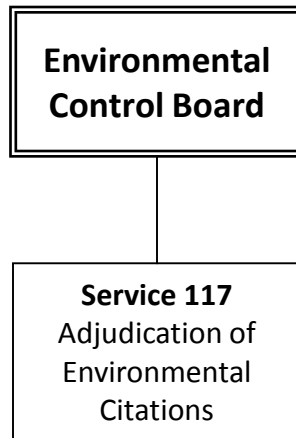 Environmental
Control Board
Service 117
Adjudication of
Environmental
Citations